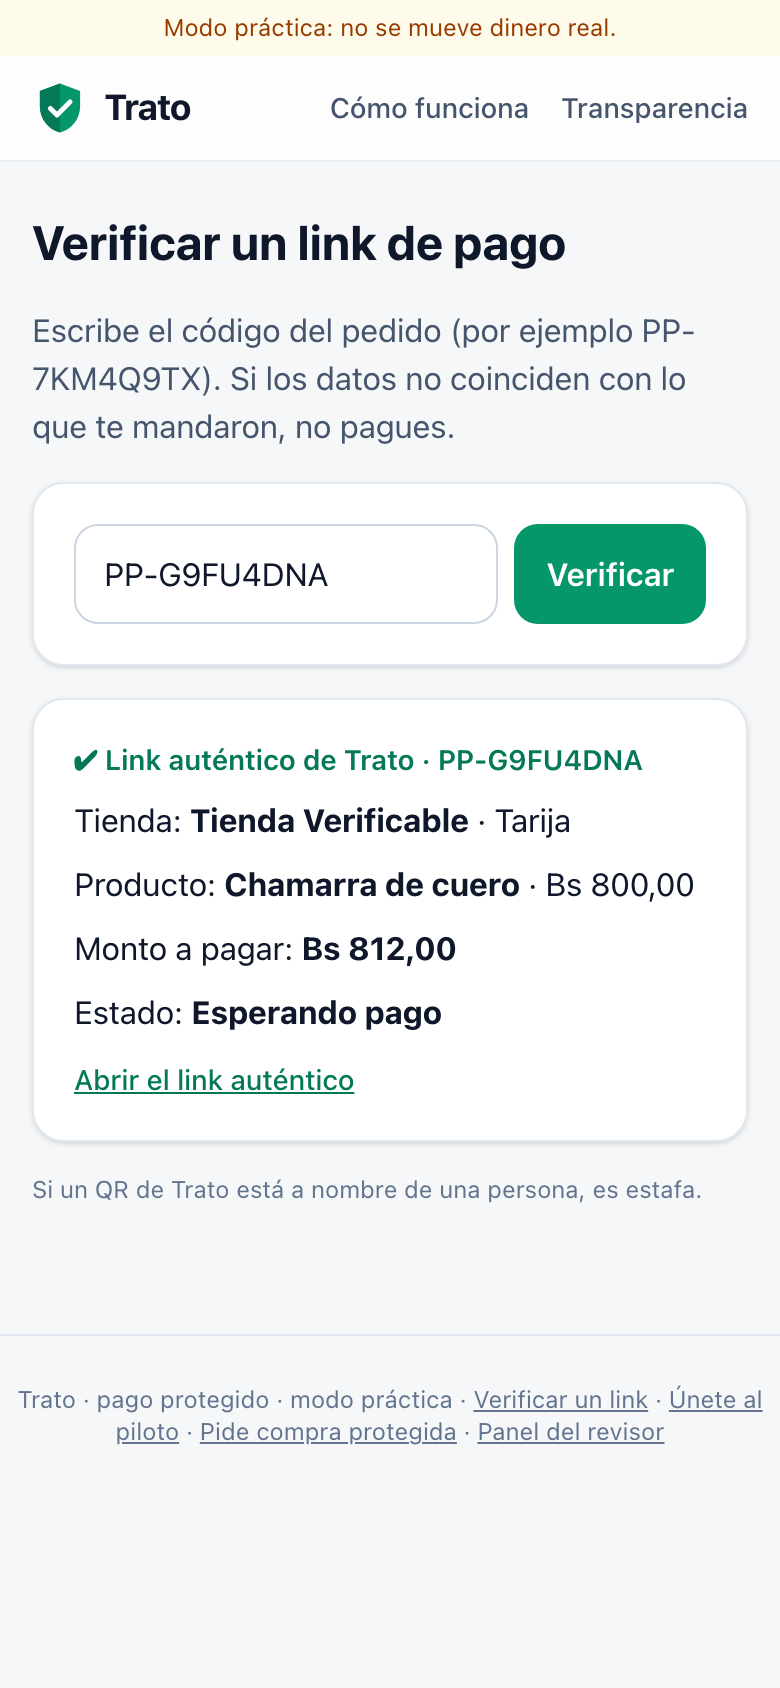 Modo práctica: no se mueve dinero real.
Trato
Cómo funciona
Transparencia
Verificar un link de pago
Escribe el código del pedido (por ejemplo PP-
7KM4Q9TX). Si los datos no coinciden con lo
que te mandaron, no pagues.
PP-G9FU4DNA
Verificar
✔ Link auténtico de Trato · PP-G9FU4DNA
Tienda: Tienda Verificable · Tarija
Producto: Chamarra de cuero · Bs 800,00
Monto a pagar: Bs 812,00
Estado: Esperando pago
Abrir el link auténtico
Si un QR de Trato está a nombre de una persona, es estafa.
Trato · pago protegido · modo práctica · Verificar un link · Únete al
piloto · Pide compra protegida · Panel del revisor